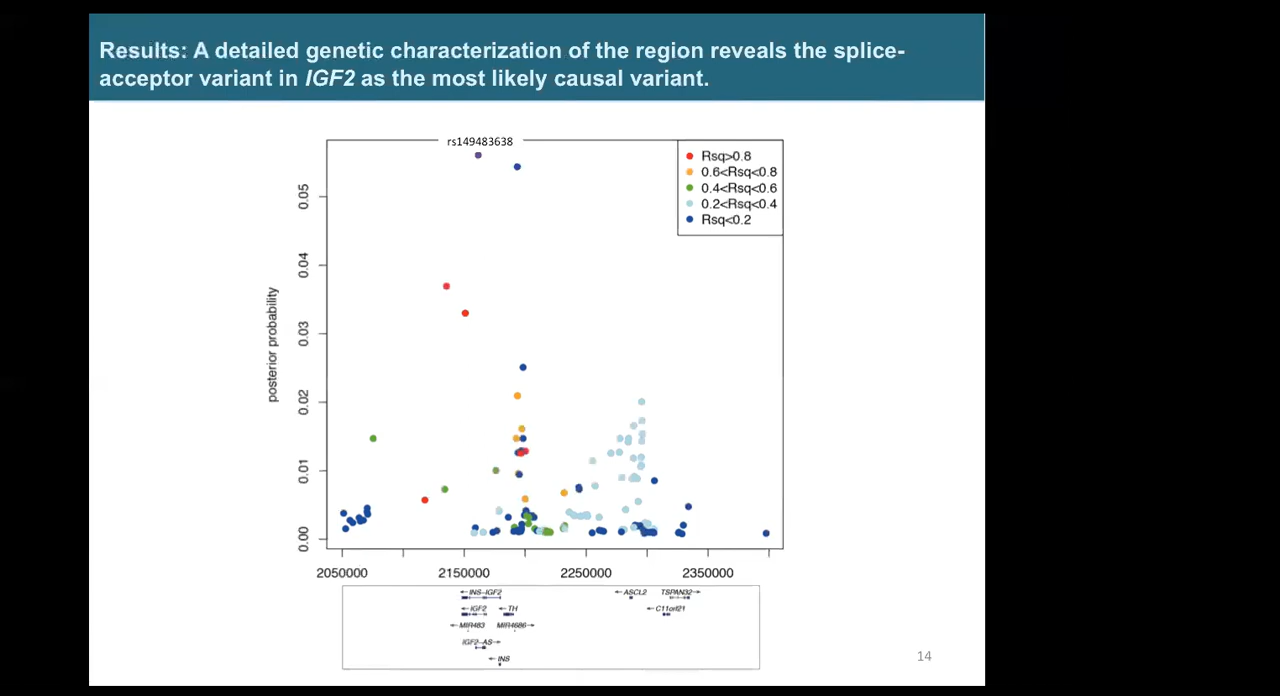 Results: A detailed genetic characterization of the region reveals the splice-
acceptor variant in IGF2 as the most likely causal variant.
rs149483638
Rsq>0.8
0.6<Rsq<0.8
0.4<Rsq<0.6
0.2<Rsq<0.4
Rsq<0.2
posterior probability
0.05
0.04
0.03
0.02
0.01
0.00
2050000 2150000 2250000 2350000
←INS-IGF2 ←ASCL2 TSPAN32→
←IGF2 ←TH ←C11orf21
←MIR483 MIR4686→
IGF2-AS→
←INS
14